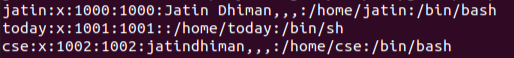 jatin:x:1000:1000:Jatin Dhiman,,,:/home/jatin:/bin/bash
today:x:1001:1001::/home/today:/bin/sh
cse:x:1002:1002:jatindhiman,,,:/home/cse:/bin/bash